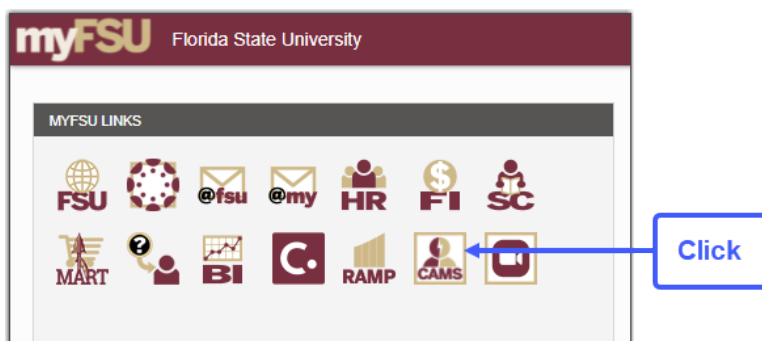 myFSU Florida State University
MYFSU LINKS
FSU @fsu @my HR FI SC
MART ? BI C. RAMP CAMS
Click